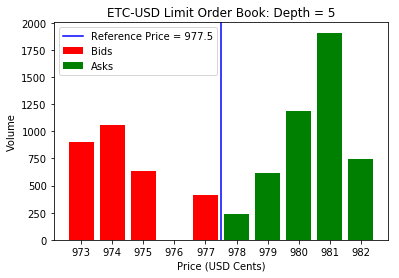 ETC-USD Limit Order Book: Depth = 5
Reference Price = 977.5
Bids
Asks
Volume
2000
1750
1500
1250
1000
750
500
250
0
973 974 975 976 977 978 979 980 981 982
Price (USD Cents)